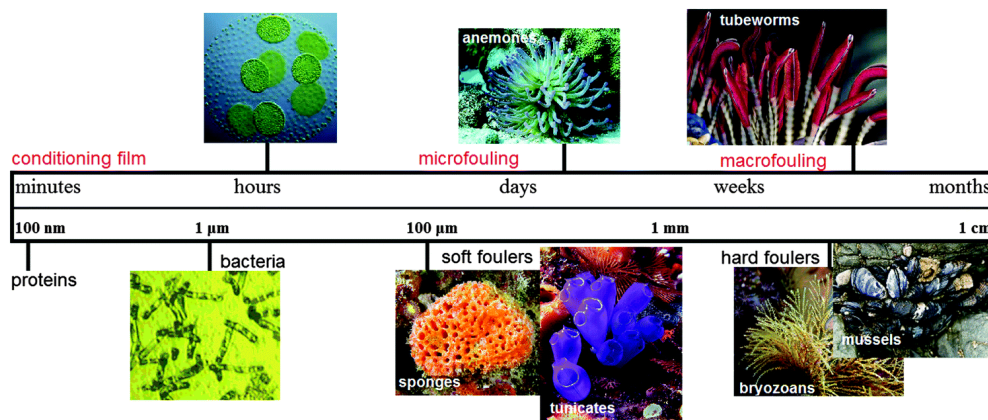 anemones
tubeworms
conditioning film
microfouling
macrofouling
minutes
hours
days
weeks
months
100 nm
1 μm
100 μm
1 mm
1 cm
proteins
bacteria
soft foulers
hard foulers
sponges
tunicates
bryozoans
mussels